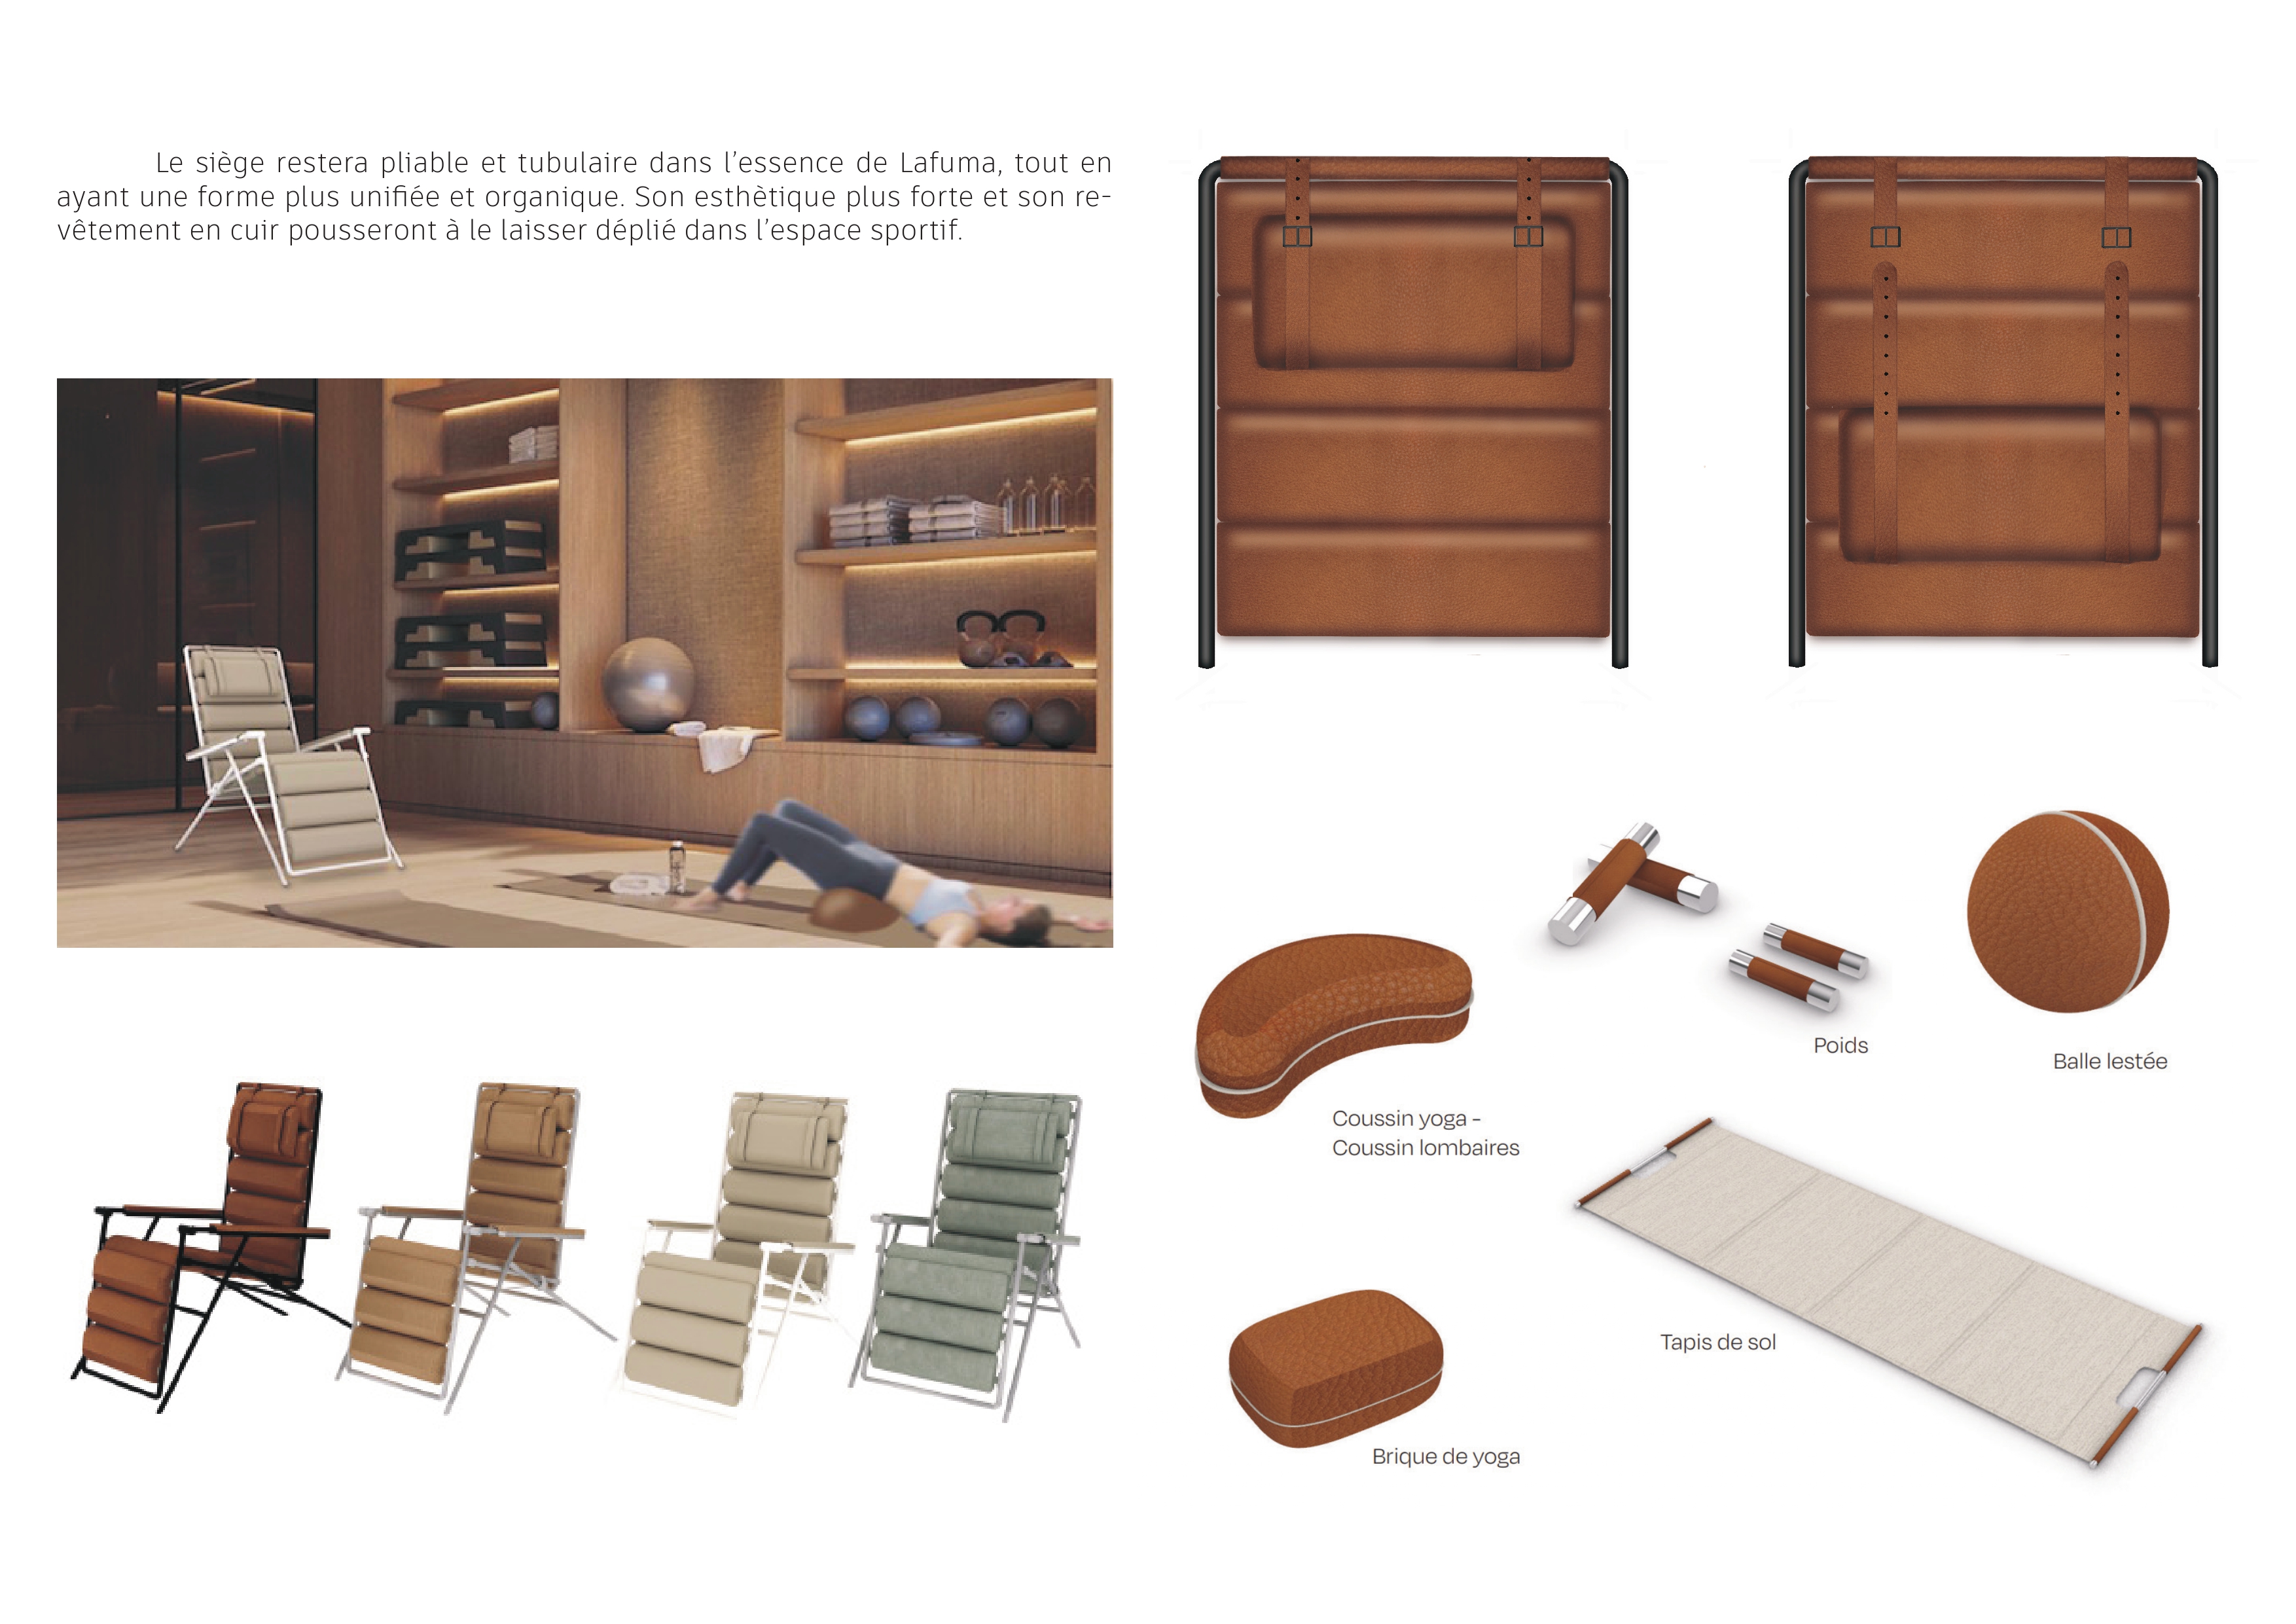 Le siège restera pliable et tubulaire dans l’essence de Lafuma, tout en
ayant une forme plus unifiée et organique. Son esthètique plus forte et son re-
vêtement en cuir pousseront à le laisser déplié dans l’espace sportif.
Poids
Balle lestée
Coussin yoga -
Coussin lombaires
Tapis de sol
Brique de yoga